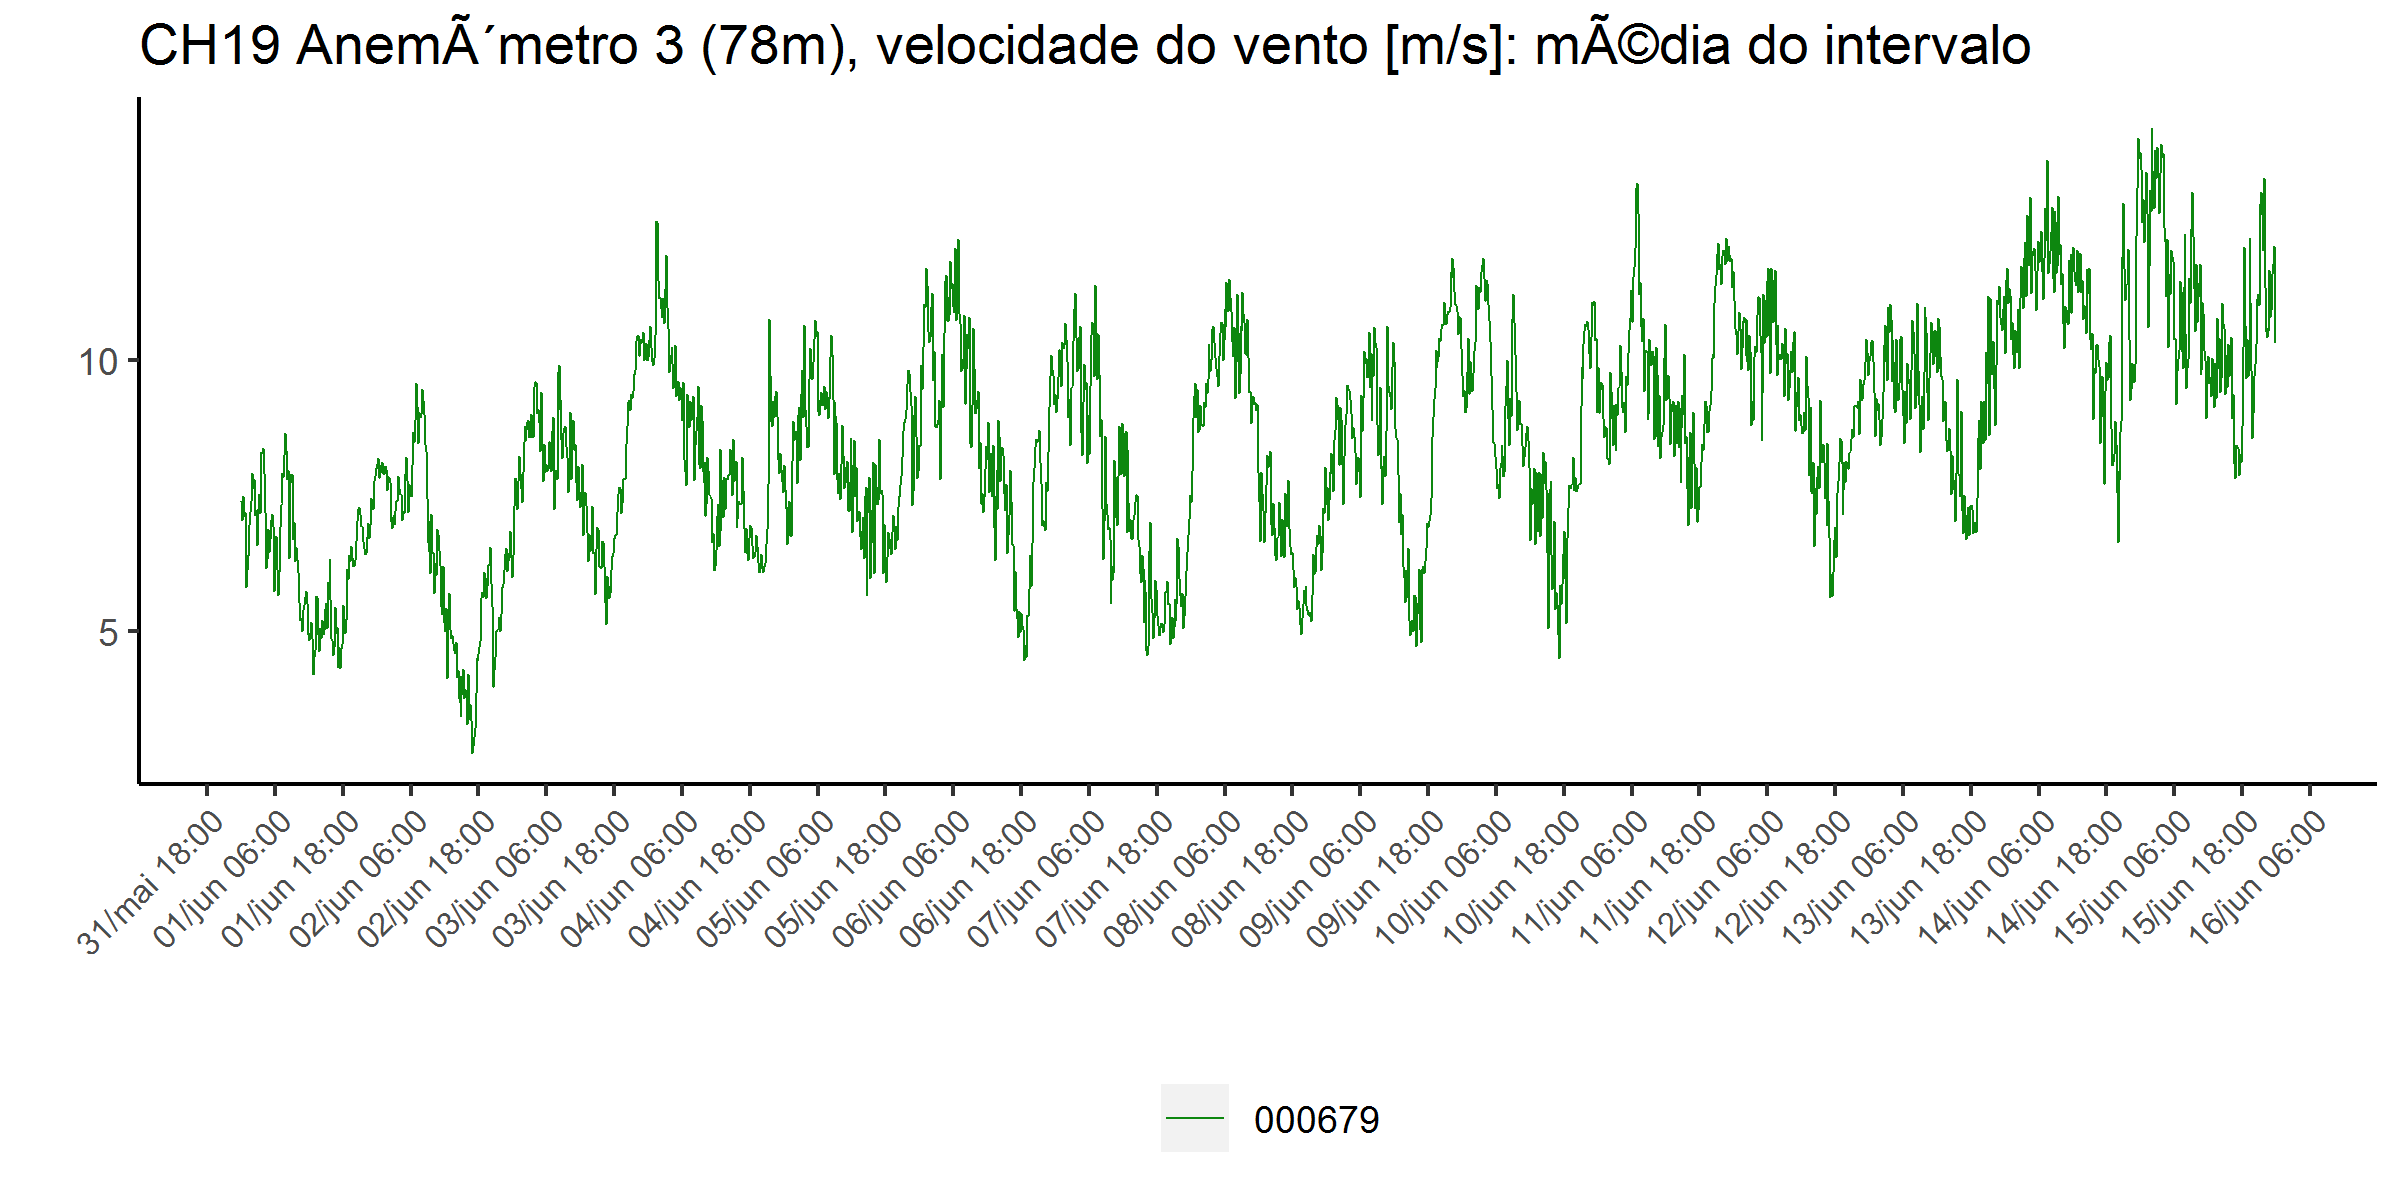 CH19 AnemÃ´metro 3 (78m), velocidade do vento [m/s]: mÃ©dia do intervalo
10
5
31/mai 18:00
01/jun 06:00
01/jun 18:00
02/jun 06:00
02/jun 18:00
03/jun 06:00
03/jun 18:00
04/jun 06:00
04/jun 18:00
05/jun 06:00
05/jun 18:00
06/jun 06:00
06/jun 18:00
07/jun 06:00
07/jun 18:00
08/jun 06:00
08/jun 18:00
09/jun 06:00
09/jun 18:00
10/jun 06:00
10/jun 18:00
11/jun 06:00
11/jun 18:00
12/jun 06:00
12/jun 18:00
13/jun 06:00
13/jun 18:00
14/jun 06:00
14/jun 18:00
15/jun 06:00
15/jun 18:00
16/jun 06:00
000679